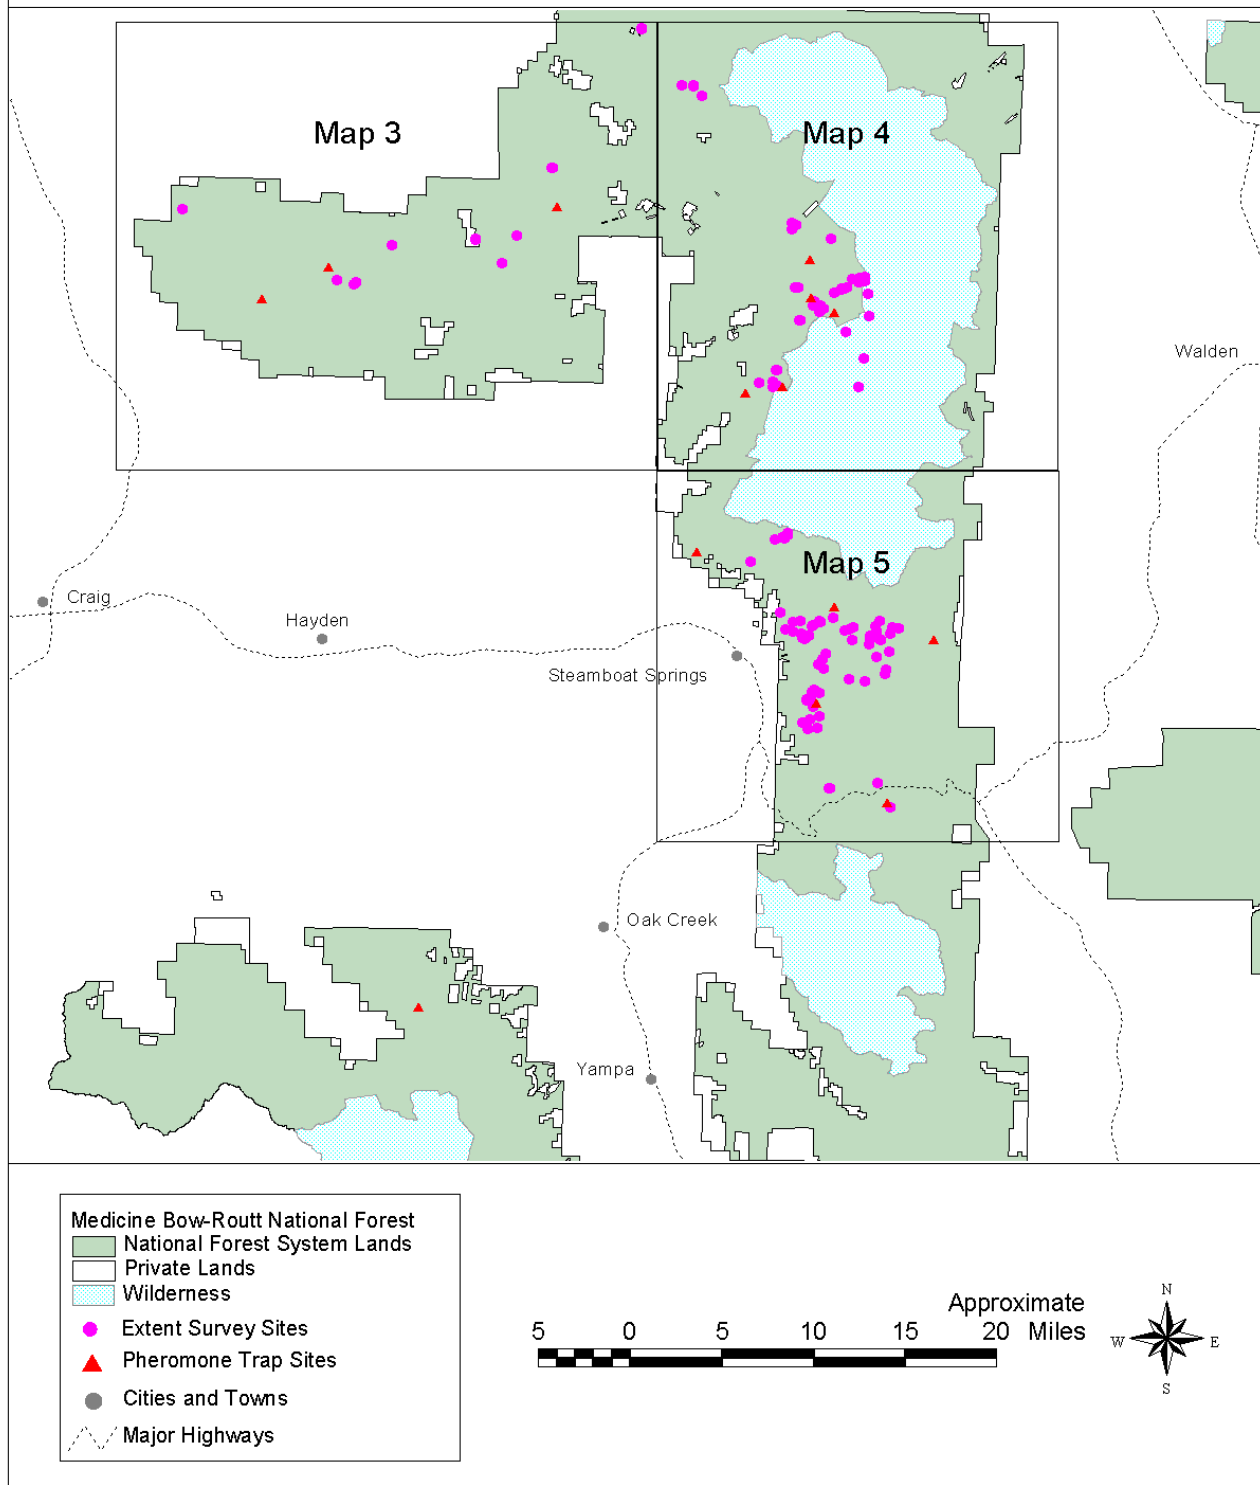 Map 3
Map 4
Walden
Map 5
Craig
Hayden
Steamboat Springs
Oak Creek
Yampa
Medicine Bow-Routt National Forest
National Forest System Lands
Private Lands
Wilderness
Extent Survey Sites
Pheromone Trap Sites
Cities and Towns
Major Highways
Approximate
Miles
5 0 5 10 15 20
N
W E
S